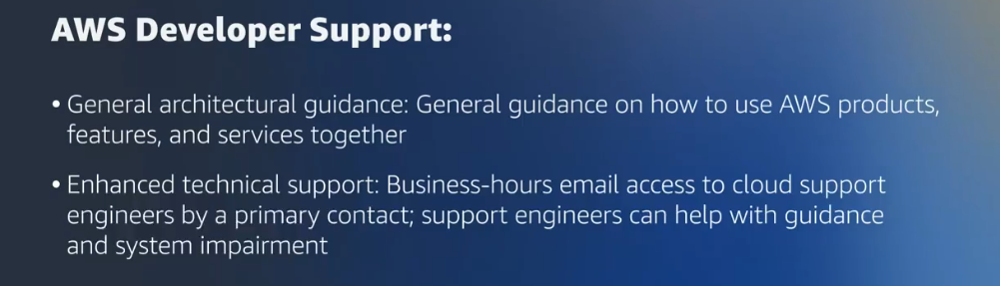 AWS Developer Support:
• General architectural guidance: General guidance on how to use AWS products,
features, and services together
• Enhanced technical support: Business-hours email access to cloud support
engineers by a primary contact; support engineers can help with guidance
and system impairment